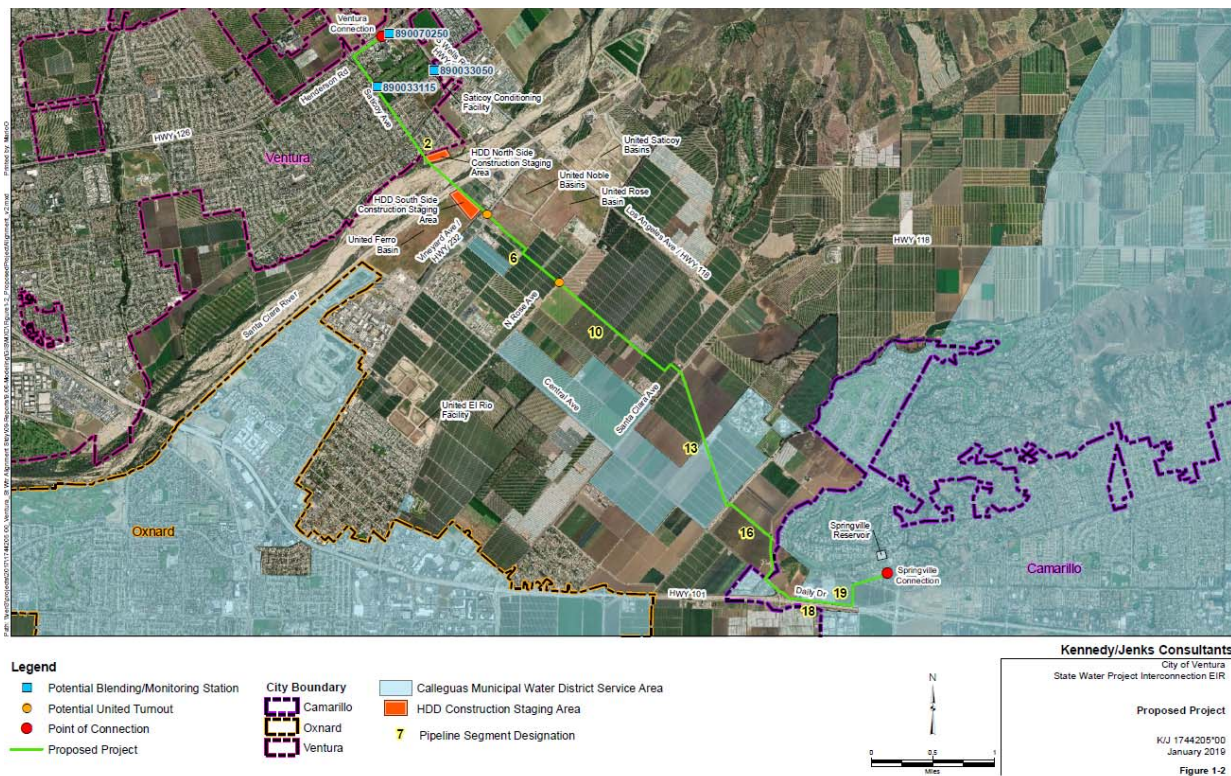 Ventura
Connection
890070250
S Wells Rd
HWY
890033050
890033115
Henderson Rd
Saticoy Ave
Saticoy Conditioning
Facility
HWY 126
Ventura
2
HDD North Side
Construction Staging
Area
United Saticoy
Basins
United Noble
Basins
United Rose
Basin
HDD South Side
Construction Staging
Area
United Ferro
Basin
Vineyard Ave /
HWY 232
Los Angeles Ave / HWY 118
HWY 118
6
Santa Clara River
N Rose Ave
10
Central Ave
Santa Clara Ave
United El Rio
Facility
13
Oxnard
16
Springville
Reservoir
Springville
Connection
Camarillo
HWY 101
Daily Dr
19
18
Legend
Potential Blending/Monitoring Station
Potential United Turnout
Point of Connection
Proposed Project
City Boundary
Camarillo
Oxnard
Ventura
Calleguas Municipal Water District Service Area
HDD Construction Staging Area
7 Pipeline Segment Designation
N
0 0.5 1
Miles
Kennedy/Jenks Consultants
City of Ventura
State Water Project Interconnection EIR
Proposed Project
K/J 1744205*00
January 2019
Figure 1-2